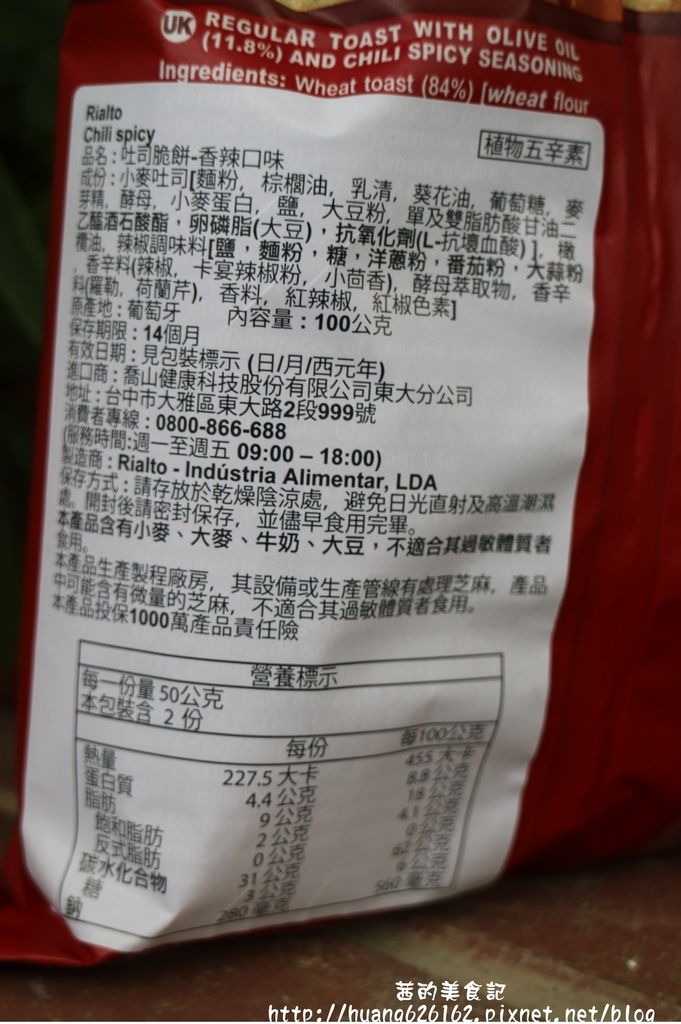 UK REGULAR TOAST WITH OLIVE OIL
(11.8%) AND CHILI SPICY SEASONING
Ingredients: Wheat toast (84%) [wheat flour
Rialto
Chili spicy
植物五辛素
品名：吐司脆餅-香辣口味
成份：小麥吐司[麵粉, 棕櫚油, 乳清, 葵花油, 葡萄糖, 麥
芽精, 酵母, 小麥蛋白, 鹽, 大豆粉, 單及雙脂肪酸甘油二
乙醯酒石酸酯，卵磷脂(大豆)，抗氧化劑(L-抗壞血酸) ], 橄
欖油, 辣椒調味料[鹽，麵粉，糖，洋蔥粉，番茄粉，大蒜粉
, 香辛料(辣椒, 卡宴辣椒粉, 小茴香), 酵母萃取物, 香辛
料(羅勒, 荷蘭芹), 香料, 紅辣椒, 紅椒色素]
原產地：葡萄牙 內容量：100公克
保存期限：14個月
有效日期：見包裝標示 (日/月/西元年)
進口商：喬山健康科技股份有限公司東大分公司
地址：台中市大雅區東大路2段999號
消費者專線：0800-866-688
(服務時間:週一至週五 09:00 – 18:00)
製造商：Rialto - Indústria Alimentar, LDA
保存方式：請存放於乾燥陰涼處, 避免日光直射及高溫潮濕
處。開封後請密封保存, 並儘早食用完畢。
本產品含有小麥、大麥、牛奶、大豆，不適合其過敏體質者
食用。
本產品生產製程廠房, 其設備或生產管線有處理芝麻, 產品
中可能含有微量的芝麻, 不適合其過敏體質者食用。
本產品投保1000萬產品責任險
營養標示
每一份量 50公克
本包裝含 2 份
每份 每100公克
熱量 227.5 大卡 455 大卡
蛋白質 4.4 公克 8.8 公克
脂肪 9 公克 18 公克
飽和脂肪 2 公克 4.1 公克
反式脂肪 0 公克 0 公克
碳水化合物 31 公克 62 公克
糖 3 公克 6 公克
鈉 280 毫克 560 毫克
茜的美食記
http://huang626162.pixnet.net/blog